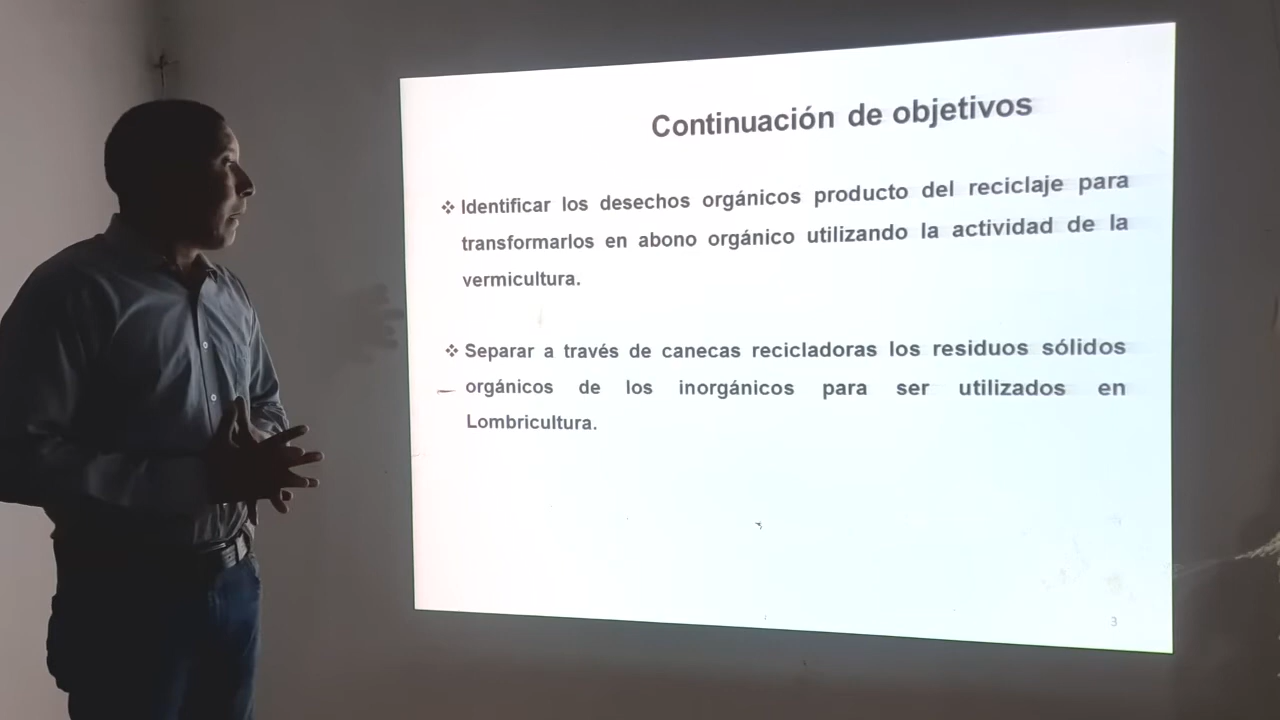 Continuación de objetivos
❖ Identificar los desechos orgánicos producto del reciclaje para
transformarlos en abono orgánico utilizando la actividad de la
vermicultura.
❖ Separar a través de canecas recicladoras los residuos sólidos
orgánicos de los inorgánicos para ser utilizados en
Lombricultura.
3